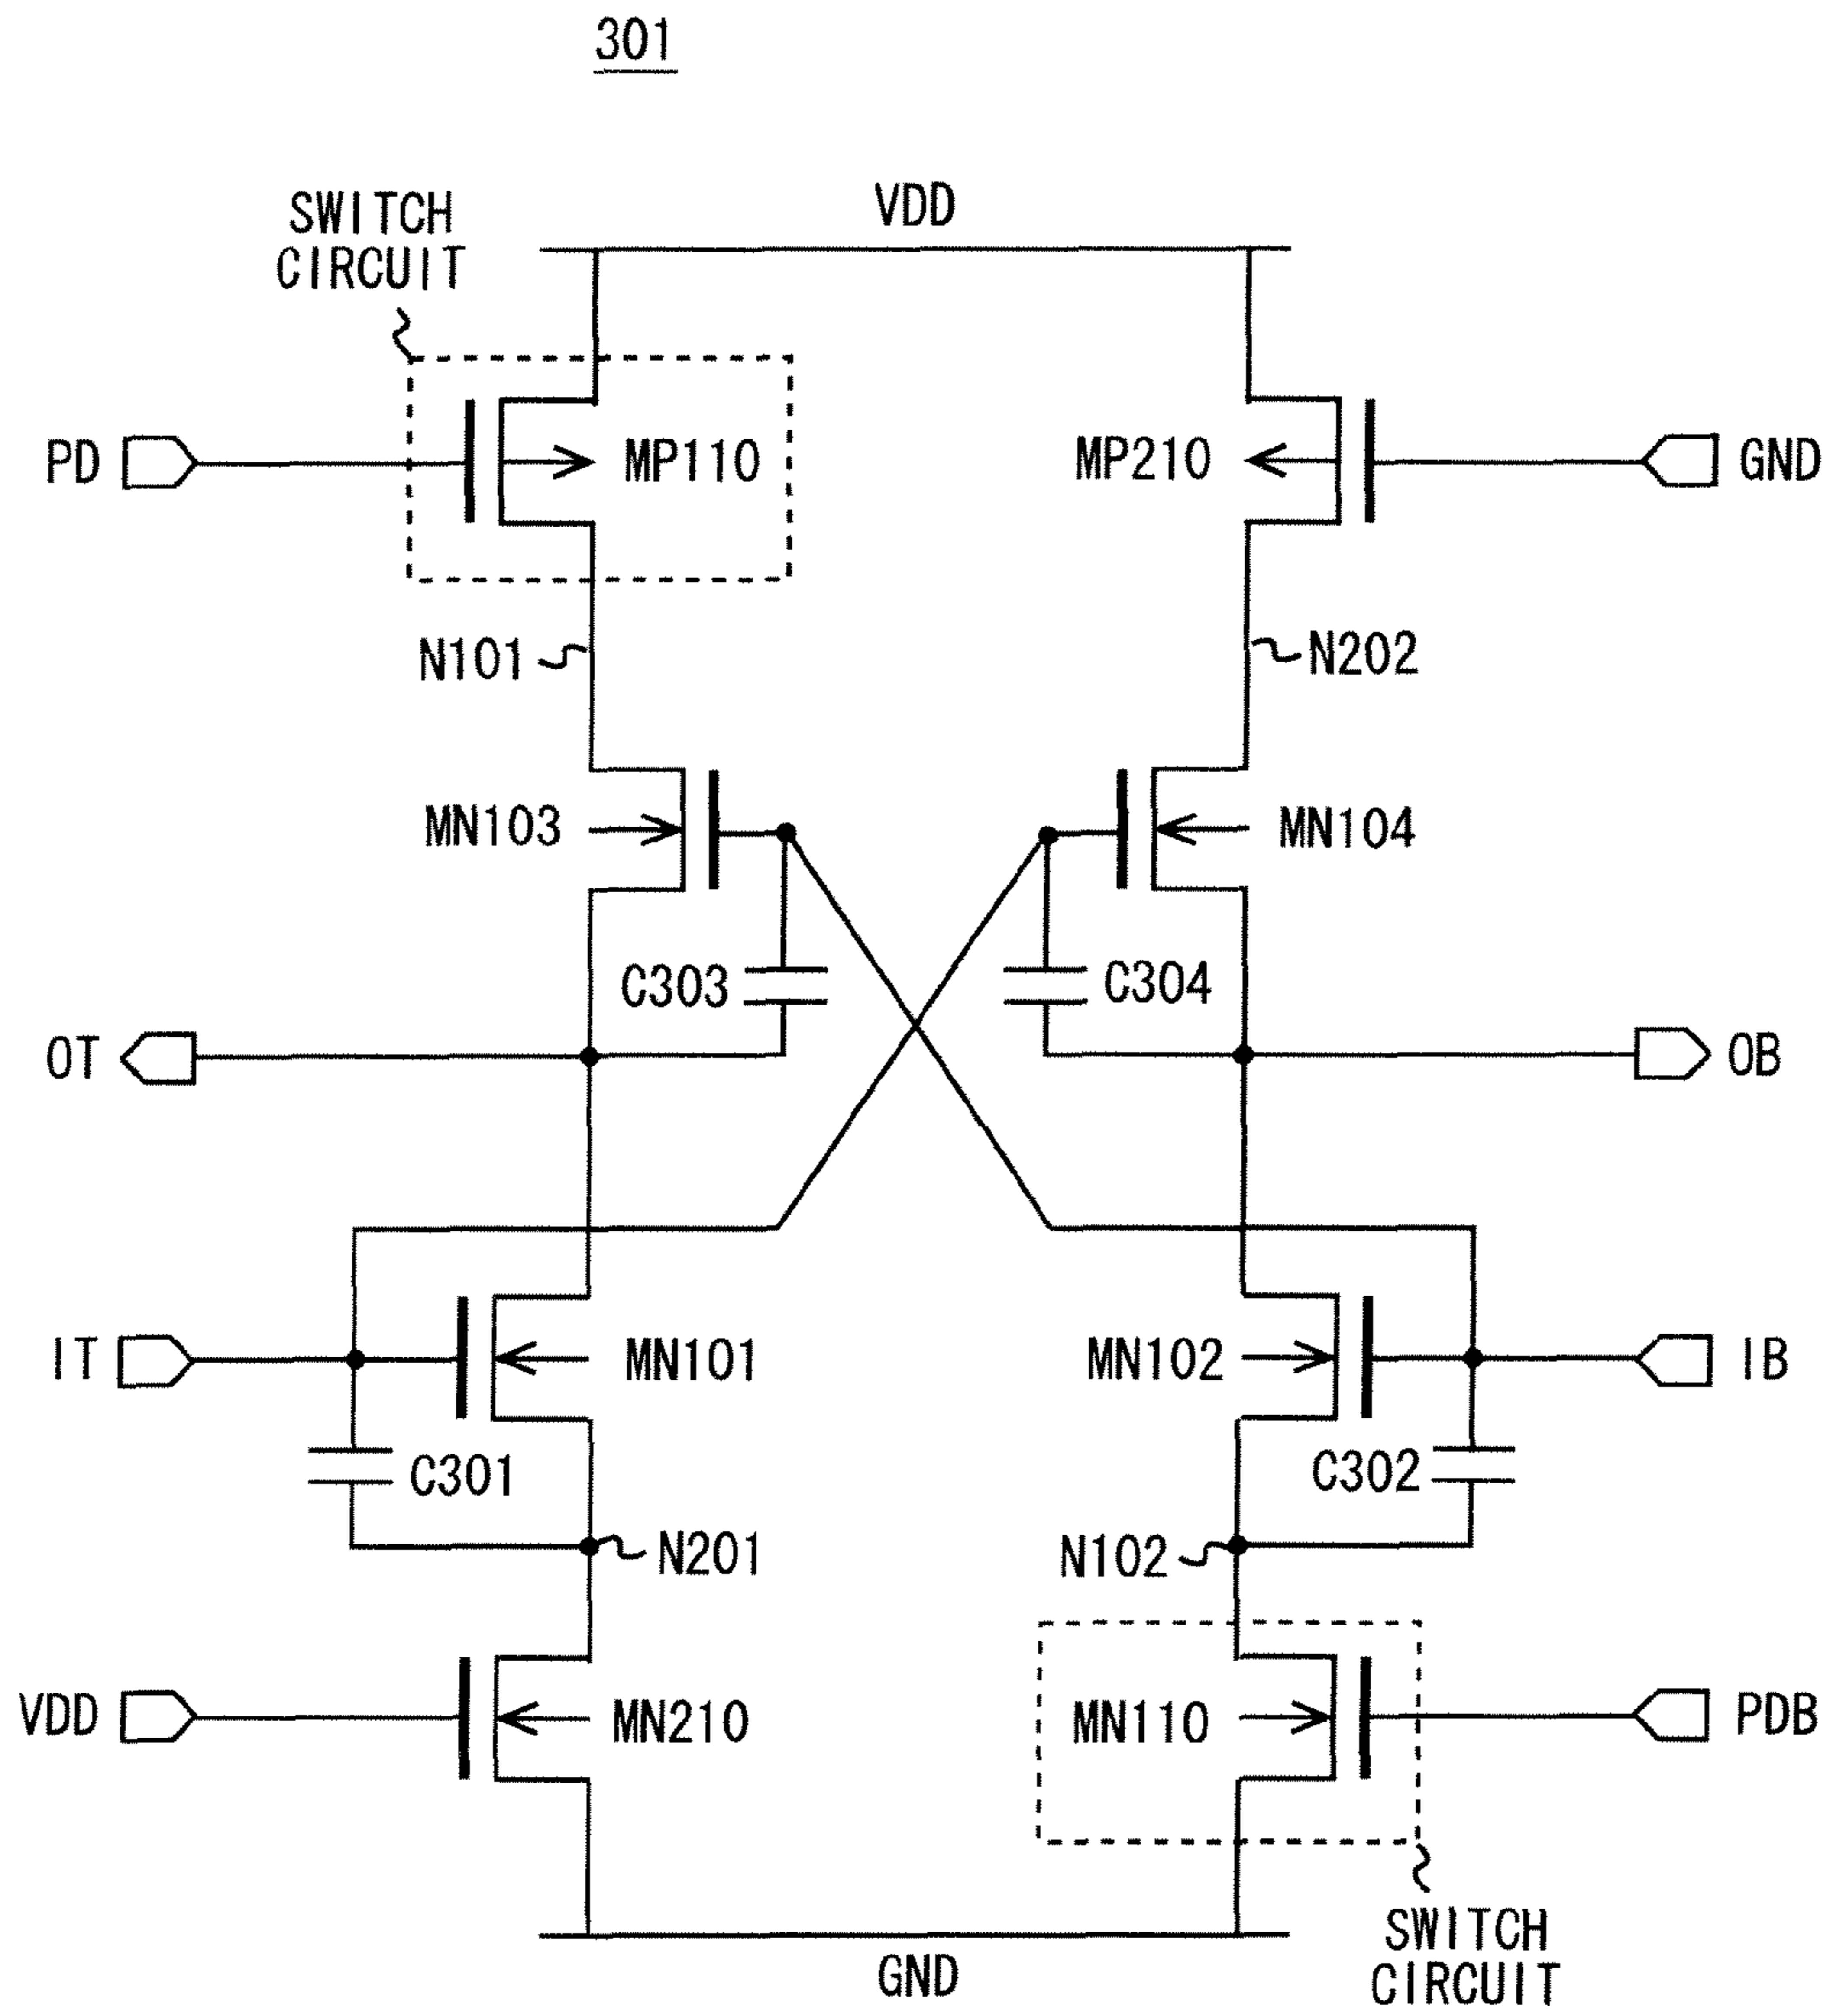 301
SWITCH
CIRCUIT
VDD
PD
MP110
MP210
GND
N101
N202
MN103
MN104
C303
C304
OT
OB
IT
MN101
MN102
IB
C301
C302
N201
N102
VDD
MN210
MN110
PDB
GND
SWITCH
CIRCUIT